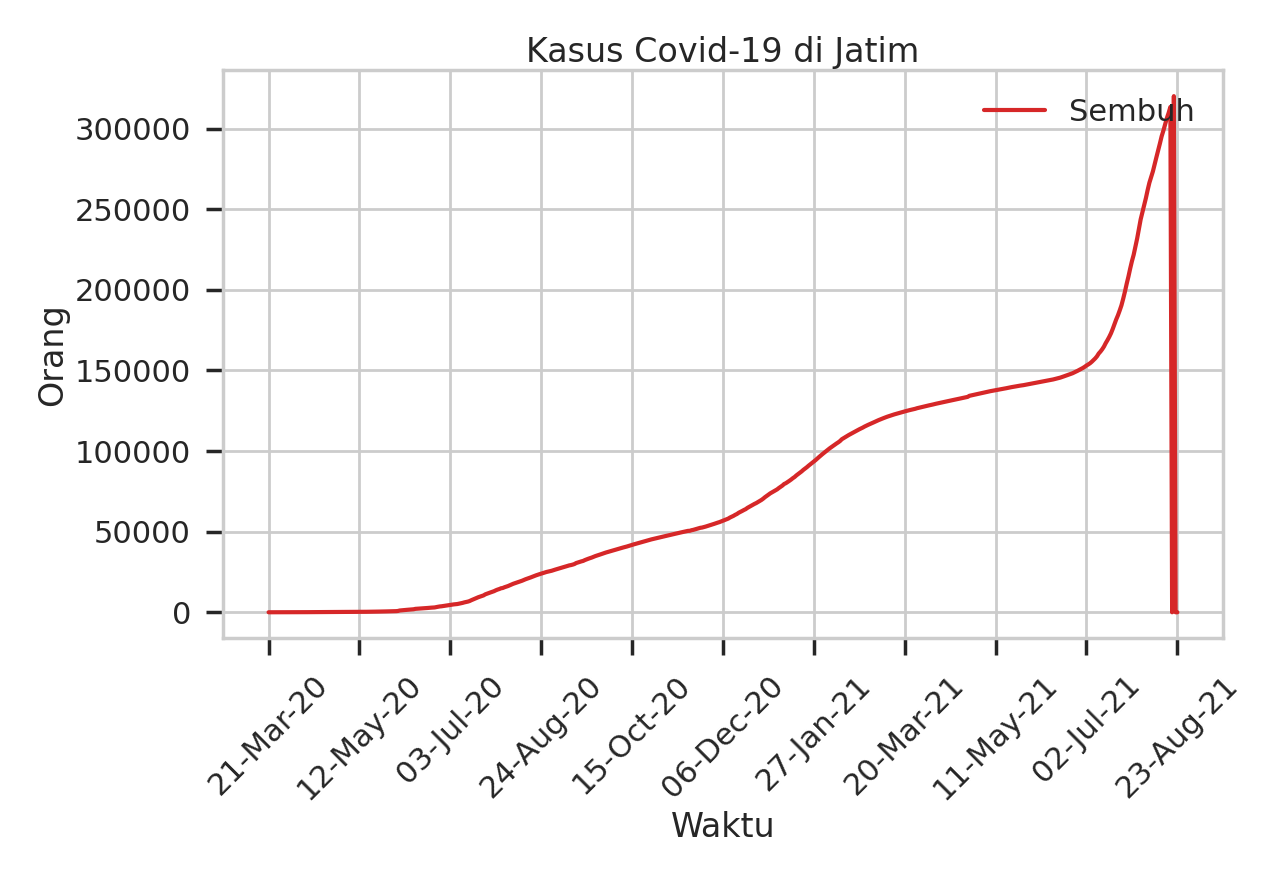 Kasus Covid-19 di Jatim
Sembuh
300000
250000
200000
150000
100000
50000
0
Orang
21-Mar-20
12-May-20
03-Jul-20
24-Aug-20
15-Oct-20
06-Dec-20
27-Jan-21
20-Mar-21
11-May-21
02-Jul-21
23-Aug-21
Waktu